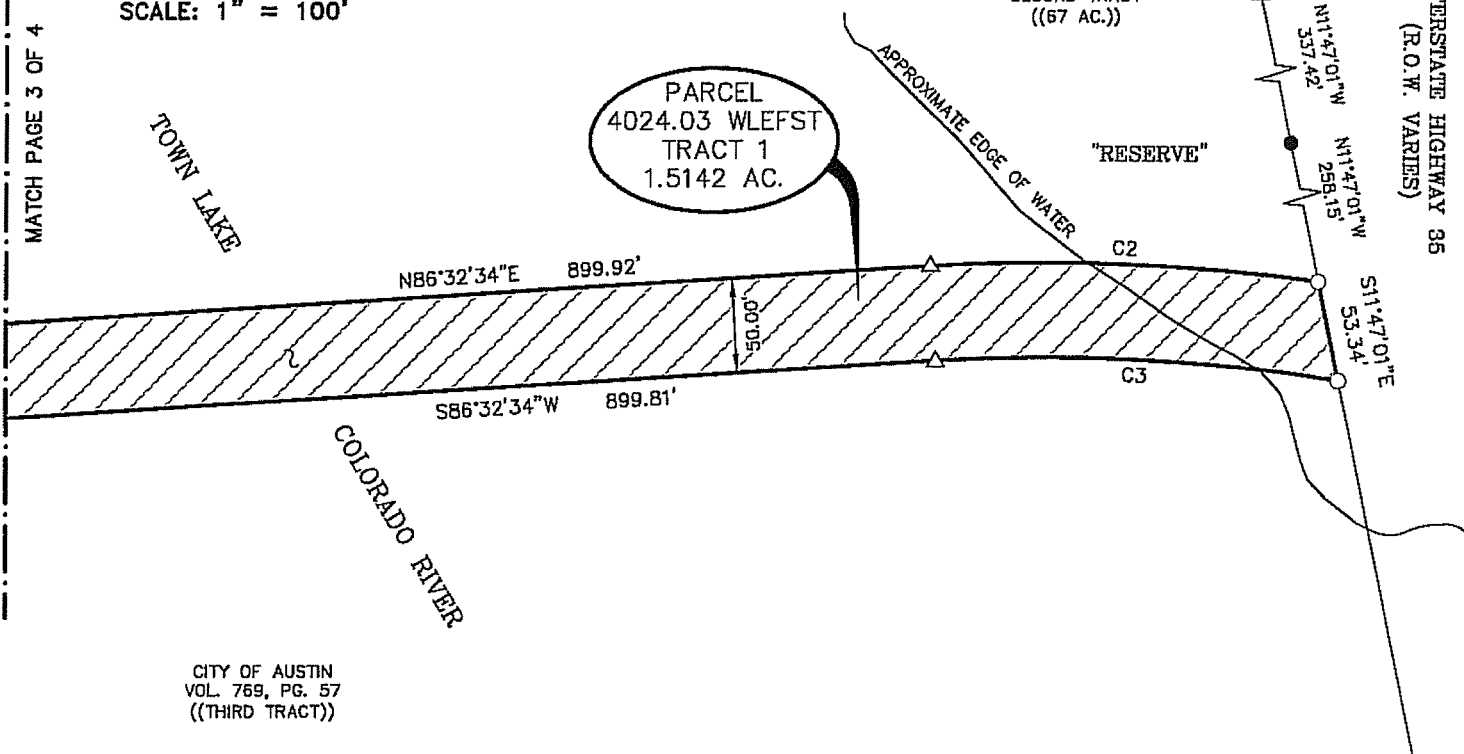 SCALE: 1" = 100'
((67 AC.))
MATCH PAGE 3 OF 4
TOWN LAKE
PARCEL
4024.03 WLEFST
TRACT 1
1.5142 AC.
APPROXIMATE EDGE OF WATER
"RESERVE"
N11°47'01"W
337.42'
N11°47'01"W
258.15'
ERSTATE HIGHWAY 35
(R.O.W. VARIES)
N86°32'34"E 899.92'
C2
S11°47'01"E
53.34'
50.00'
C3
S86°32'34"W 899.81'
COLORADO RIVER
CITY OF AUSTIN
VOL. 769, PG. 57
((THIRD TRACT))